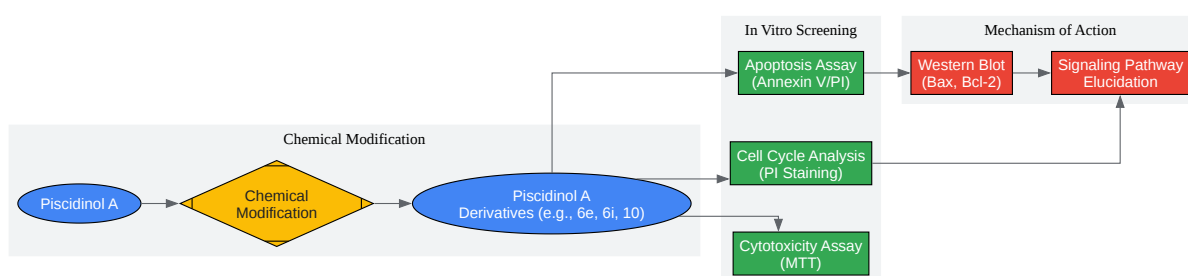 In Vitro Screening
Mechanism of Action
Apoptosis Assay
(Annexin V/PI)
Western Blot
(Bax, Bcl-2)
Signaling Pathway
Elucidation
Chemical Modification
Piscidinol A
Chemical
Modification
Piscidinol A
Derivatives (e.g., 6e, 6i, 10)
Cell Cycle Analysis
(PI Staining)
Cytotoxicity Assay
(MTT)